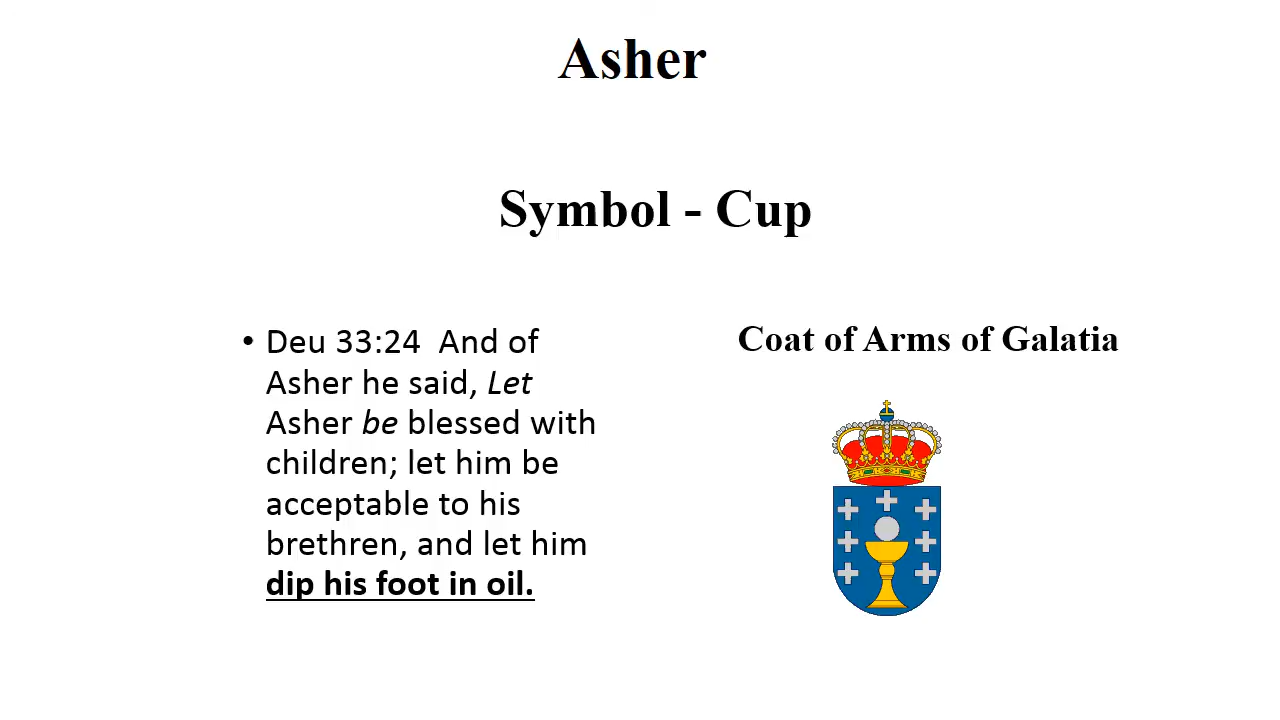 Asher
Symbol - Cup
• Deu 33:24  And of
Asher he said, Let
Asher be blessed with
children; let him be
acceptable to his
brethren, and let him
dip his foot in oil.
Coat of Arms of Galatia